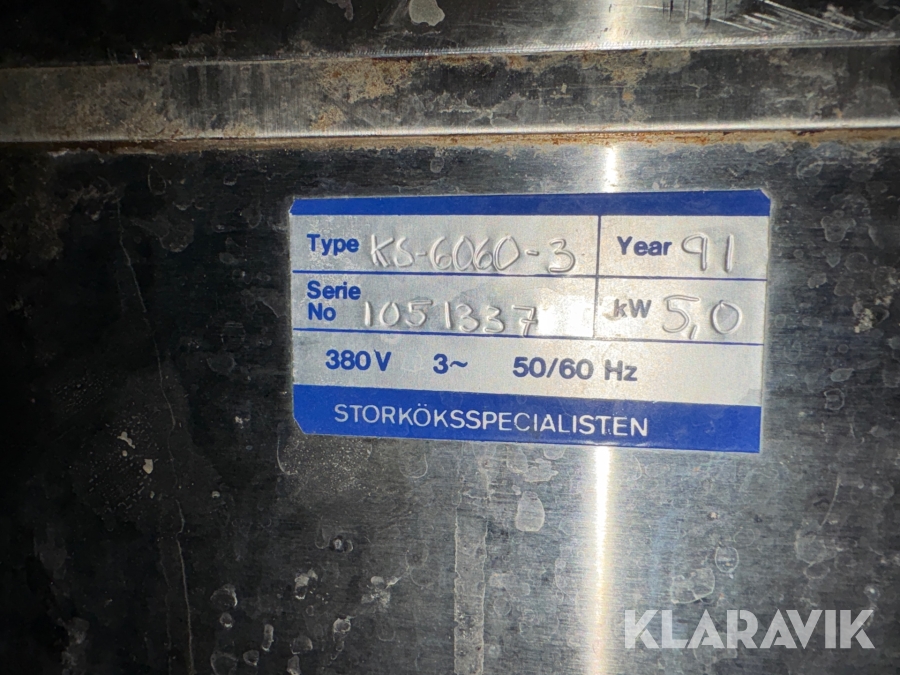 Type KS-6060-3 Year 91
Serie No 1051337 kW 5,0
380V 3~ 50/60 Hz
STORKÖKSSPECIALISTEN
KLARAVIK